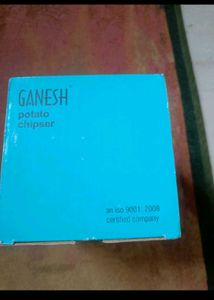 GANESH
potato
chipser
an iso 9001: 2008
certified company